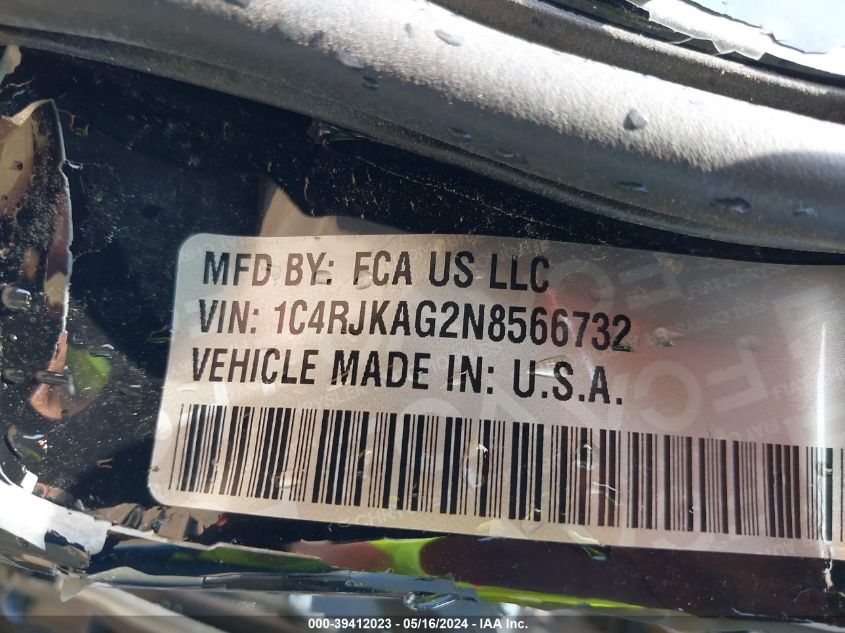 MFD BY: FCA US LLC
VIN: 1C4RJKAG2N8566732
VEHICLE MADE IN: U.S.A.
000-39412023 - 05/16/2024 - IAA Inc.